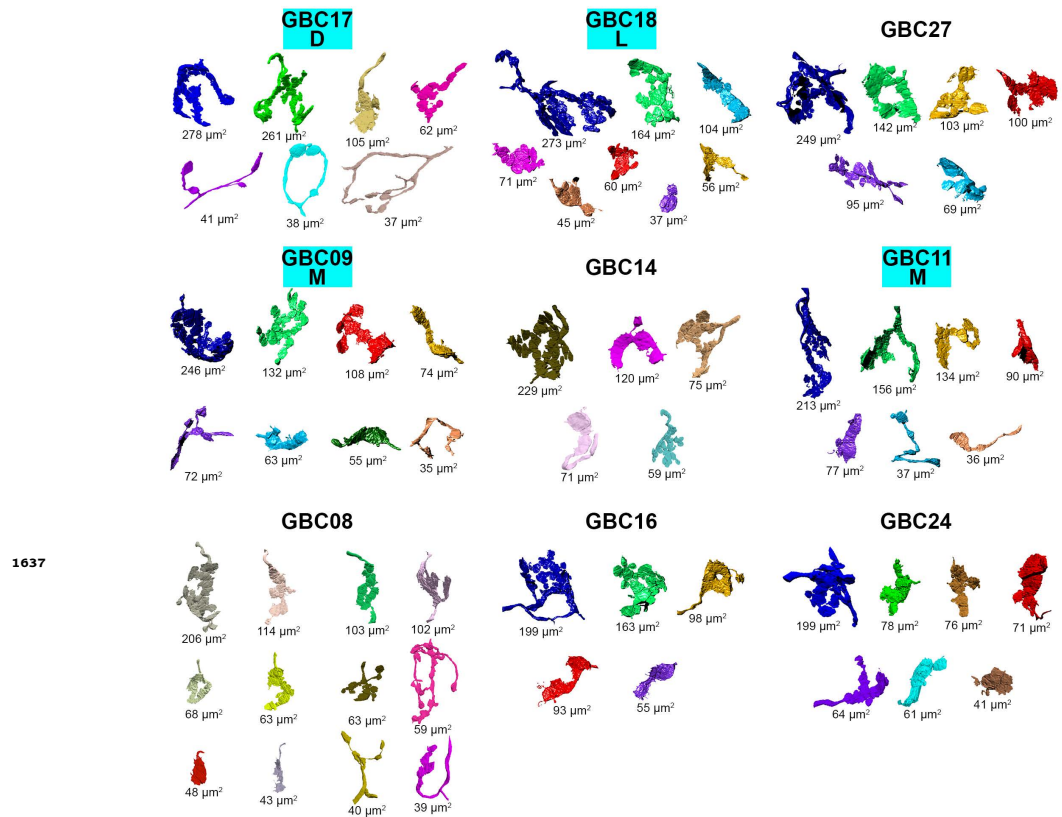 GBC17
D
GBC18
L
GBC27
278 µm²
261 µm²
105 µm²
62 µm²
273 µm²
164 µm²
104 µm²
249 µm²
142 µm²
103 µm²
100 µm²
41 µm²
38 µm²
37 µm²
71 µm²
60 µm²
56 µm²
45 µm²
37 µm²
95 µm²
69 µm²
GBC09
M
GBC14
GBC11
M
246 µm²
132 µm²
108 µm²
74 µm²
229 µm²
120 µm²
75 µm²
213 µm²
156 µm²
134 µm²
90 µm²
72 µm²
63 µm²
55 µm²
35 µm²
71 µm²
59 µm²
77 µm²
37 µm²
36 µm²
GBC08
GBC16
GBC24
1637
206 µm²
114 µm²
103 µm²
102 µm²
199 µm²
163 µm²
98 µm²
199 µm²
78 µm²
76 µm²
71 µm²
68 µm²
63 µm²
63 µm²
59 µm²
93 µm²
55 µm²
64 µm²
61 µm²
41 µm²
48 µm²
43 µm²
40 µm²
39 µm²